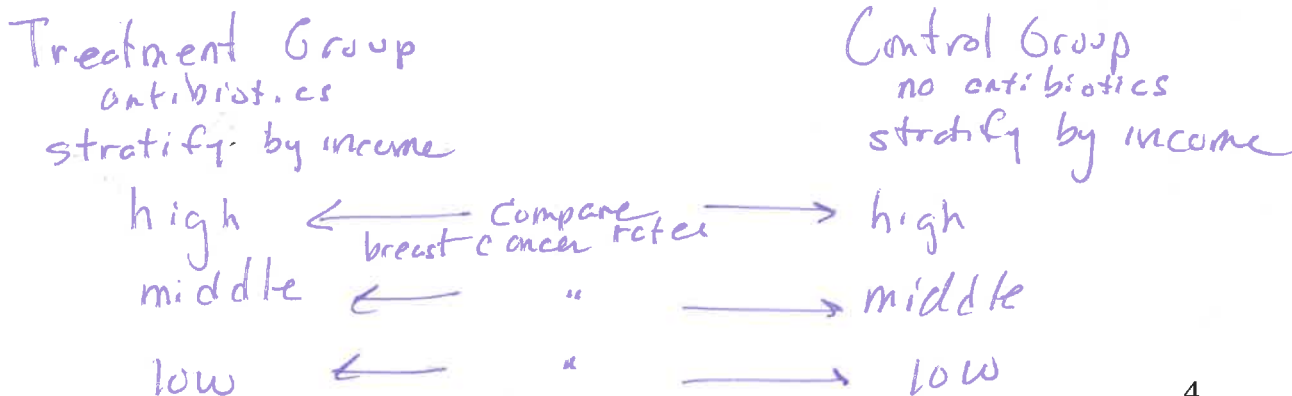 Treatment Group
antibiotics
stratify by income
Control Group
no antibiotics
stratify by income
high ← compare breast cancer rates → high
middle ← " → middle
low ← " → low
4